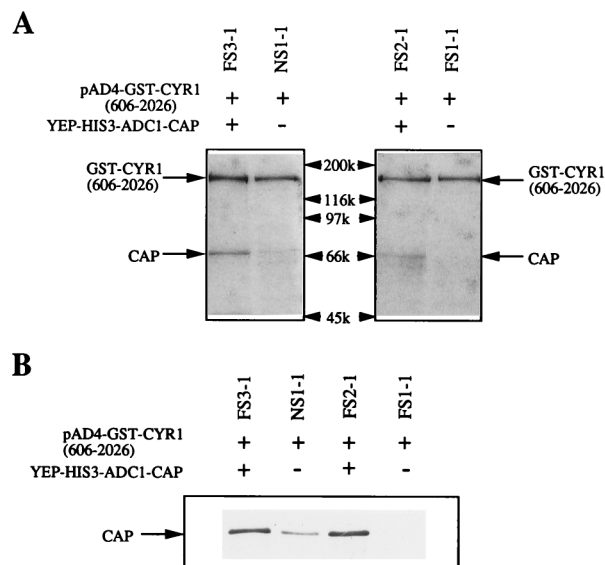 A
FS3-1 NS1-1 FS2-1 FS1-1
pAD4-GST-CYR1 + + + +
(606-2026)
YEP-HIS3-ADC1-CAP + - + -
GST-CYR1 200k GST-CYR1
(606-2026) (606-2026)
116k
97k
CAP 66k CAP
45k
B
FS3-1 NS1-1 FS2-1 FS1-1
pAD4-GST-CYR1 + + + +
(606-2026)
YEP-HIS3-ADC1-CAP + - + -
CAP